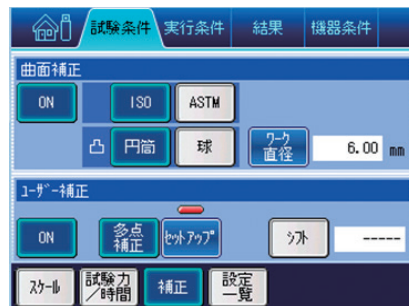 試験条件 実行条件 結果 機器条件
曲面補正
ON ISO ASTM
凸 円筒 球 ワーク直径 6.00 mm
ユーザー補正
ON 多点補正 セットアップ シフト -----
スケール 試験力/時間 補正 設定一覧